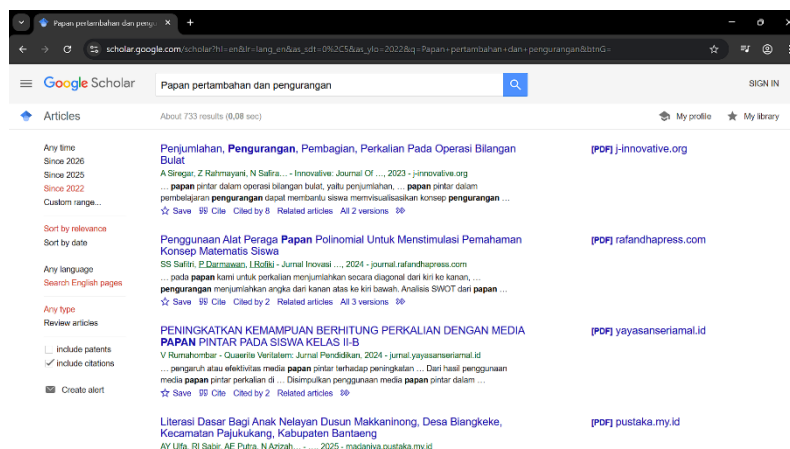 Papan pertambahan dan pengu
scholar.google.com/scholar?hl=en&lr=lang_en&as_sdt=0%2C5&as_ylo=2022&q=Papan+pertambahan+dan+pengurangan&btnG=
Google Scholar
Papan pertambahan dan pengurangan
SIGN IN
Articles
About 733 results (0,08 sec)
My profile
My library
Any time
Since 2026
Since 2025
Since 2022
Custom range...
Sort by relevance
Sort by date
Any language
Search English pages
Any type
Review articles
include patents
include citations
Create alert
Penjumlahan, Pengurangan, Pembagian, Perkalian Pada Operasi Bilangan
Bulat
A Siregar, Z Rahmayani, N Safira... - Innovative: Journal Of ..., 2023 - j-innovative.org
... papan pintar dalam operasi bilangan bulat, yaitu penjumlahan, ... papan pintar dalam
pembelajaran pengurangan dapat membantu siswa memvisualisasikan konsep pengurangan ...
Save Cite Cited by 8 Related articles All 2 versions
[PDF] j-innovative.org
Penggunaan Alat Peraga Papan Polinomial Untuk Menstimulasi Pemahaman
Konsep Matematis Siswa
SS Safitri, P Darmawan, I Rofiki - Jurnal Inovasi ..., 2024 - journal.rafandhapress.com
... pada papan kami untuk perkalian menjumlahkan secara diagonal dari kiri ke kanan, ...
pengurangan menjumlahkan angka dari kanan atas ke kiri bawah. Analisis SWOT dari papan ...
Save Cite Cited by 2 Related articles All 3 versions
[PDF] rafandhapress.com
PENINGKATKAN KEMAMPUAN BERHITUNG PERKALIAN DENGAN MEDIA
PAPAN PINTAR PADA SISWA KELAS II-B
V Rumahombar - Quaerite Veritatem: Jurnal Pendidikan, 2024 - jurnal.yayasanseriamal.id
... pengaruh atau efektivitas media papan pintar terhadap peningkatan ... Dari hasil penggunaan
media papan pintar perkalian di ... Disimpulkan penggunaan media papan pintar dalam ...
Save Cite Cited by 2 Related articles
[PDF] yayasanseriamal.id
Literasi Dasar Bagi Anak Nelayan Dusun Makkaninong, Desa Biangkeke,
Kecamatan Pajukukang, Kabupaten Bantaeng
AY Ulfa, RI Sabir, AE Putra, N Azizah... - ..., 2025 - madaniya.pustaka.my.id
[PDF] pustaka.my.id